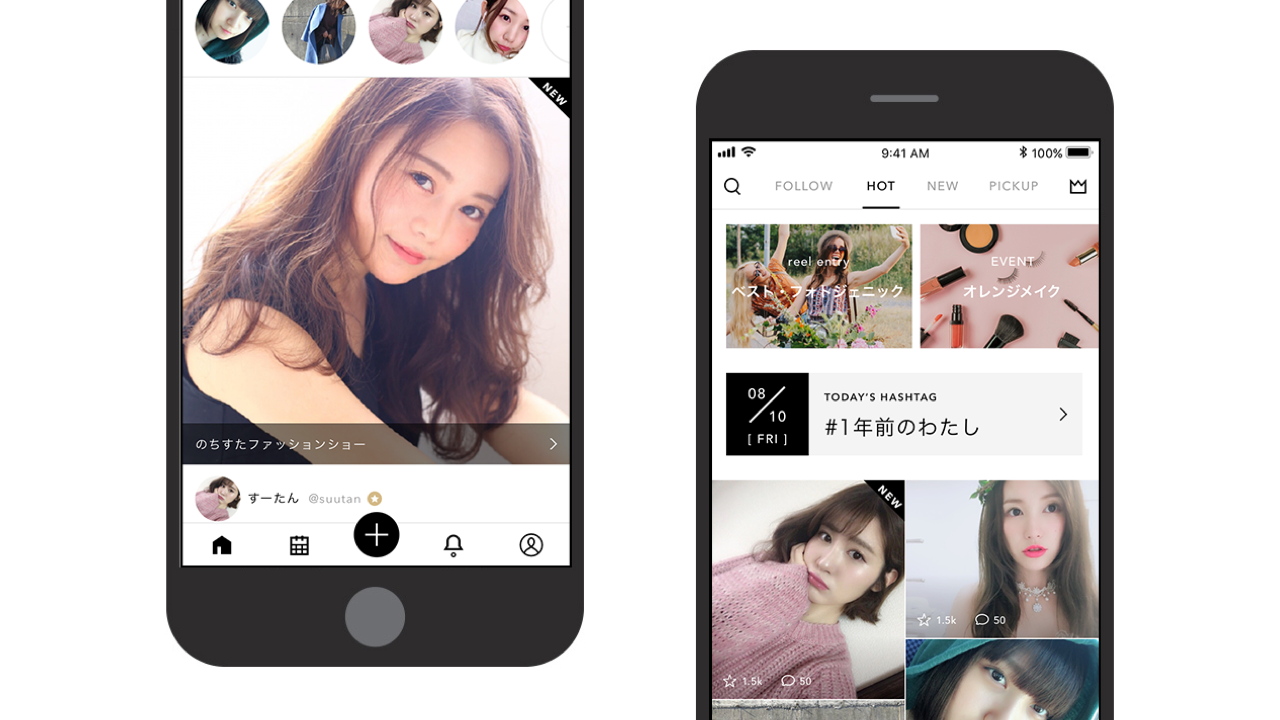 NEW
のちすたファッションショー
すーたん @suutan
9:41 AM
100%
FOLLOW
HOT
NEW
PICKUP
reel entry
ベスト・フォトジェニック
EVENT
オレンジメイク
08
10
[ FRI ]
TODAY'S HASHTAG
#1年前のわたし
NEW
1.5k 50
1.5k 50